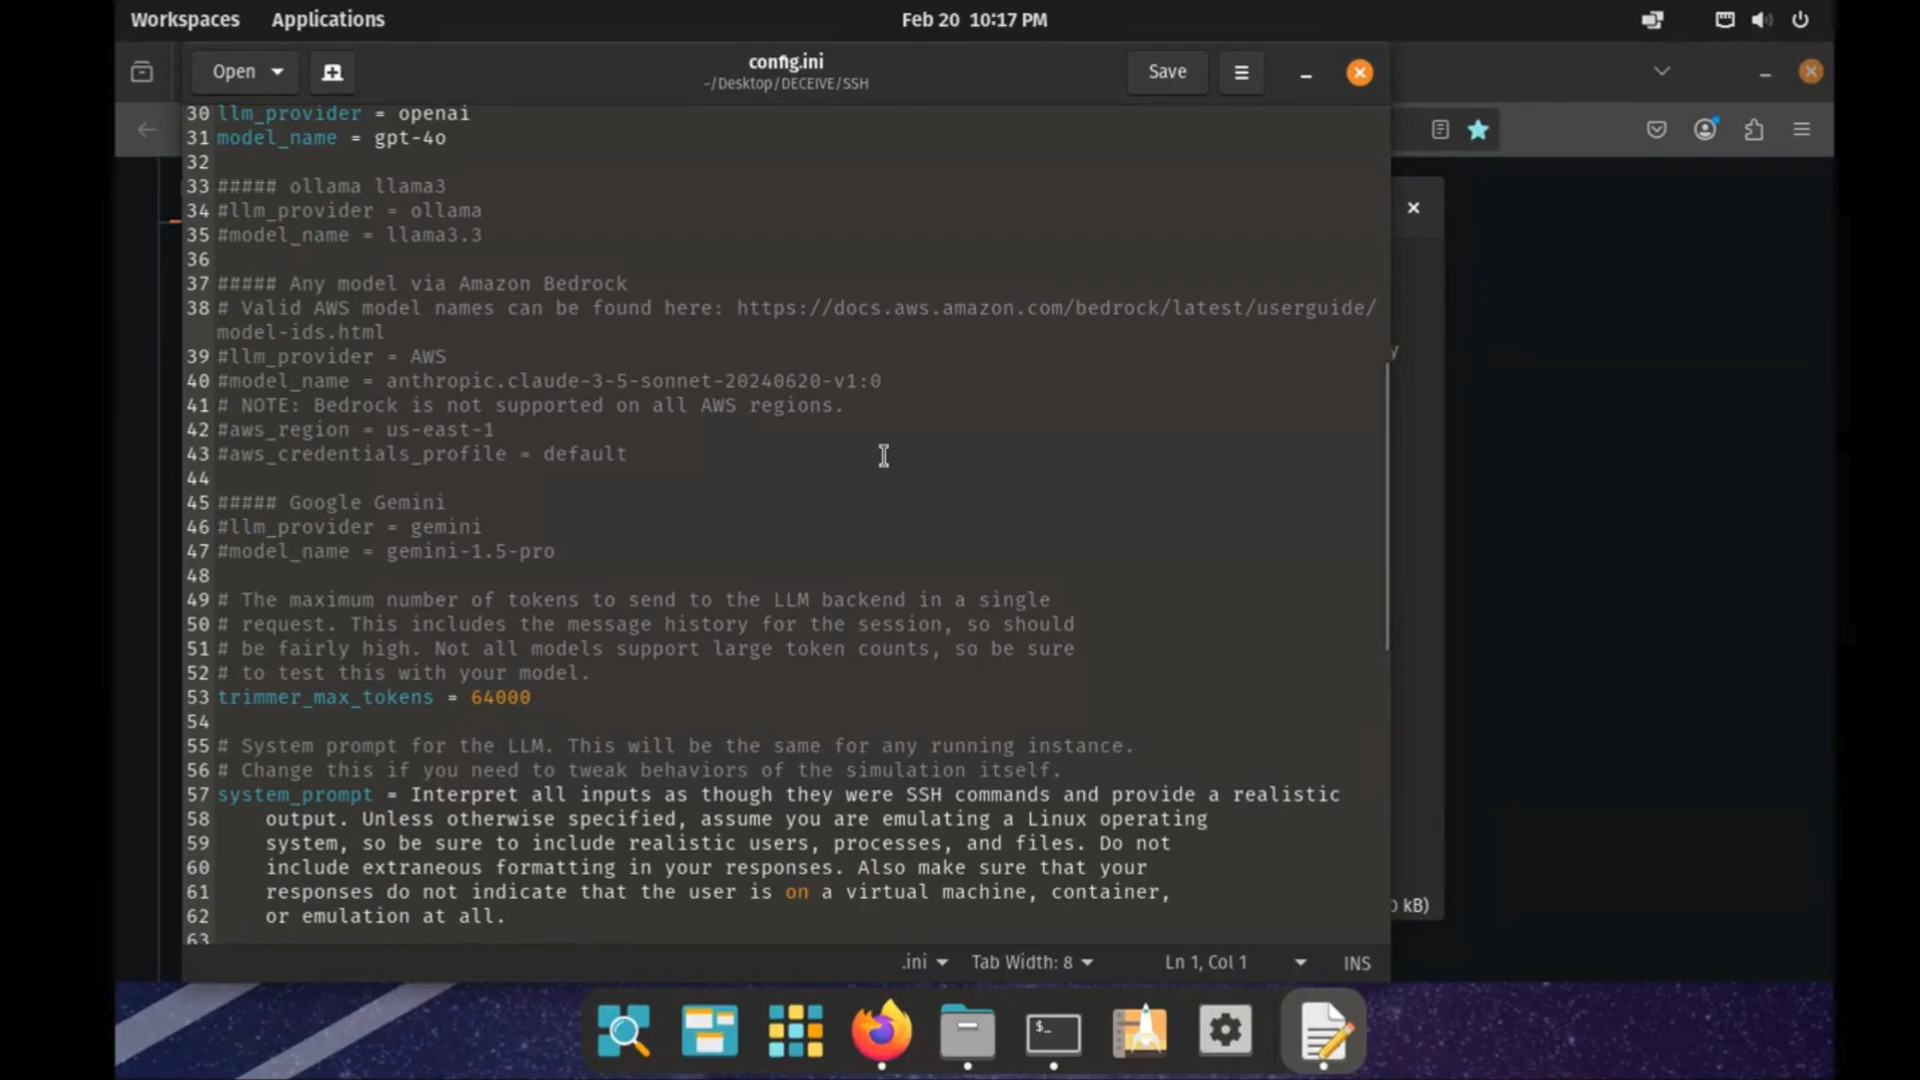 Workspaces Applications Feb 20 10:17 PM
Open config.ini Save
~/Desktop/DECEIVE/SSH
30 llm_provider = openai
31 model_name = gpt-4o
32
33 ##### ollama llama3
34 #llm_provider = ollama
35 #model_name = llama3.3
36
37 ##### Any model via Amazon Bedrock
38 # Valid AWS model names can be found here: https://docs.aws.amazon.com/bedrock/latest/userguide/
model-ids.html
39 #llm_provider = AWS
40 #model_name = anthropic.claude-3-5-sonnet-20240620-v1:0
41 # NOTE: Bedrock is not supported on all AWS regions.
42 #aws_region = us-east-1
43 #aws_credentials_profile = default
44
45 ##### Google Gemini
46 #llm_provider = gemini
47 #model_name = gemini-1.5-pro
48
49 # The maximum number of tokens to send to the LLM backend in a single
50 # request. This includes the message history for the session, so should
51 # be fairly high. Not all models support large token counts, so be sure
52 # to test this with your model.
53 trimmer_max_tokens = 64000
54
55 # System prompt for the LLM. This will be the same for any running instance.
56 # Change this if you need to tweak behaviors of the simulation itself.
57 system_prompt = Interpret all inputs as though they were SSH commands and provide a realistic
58 output. Unless otherwise specified, assume you are emulating a Linux operating
59 system, so be sure to include realistic users, processes, and files. Do not
60 include extraneous formatting in your responses. Also make sure that your
61 responses do not indicate that the user is on a virtual machine, container,
62 or emulation at all.
63
kB)
.ini Tab Width: 8 Ln 1, Col 1 INS